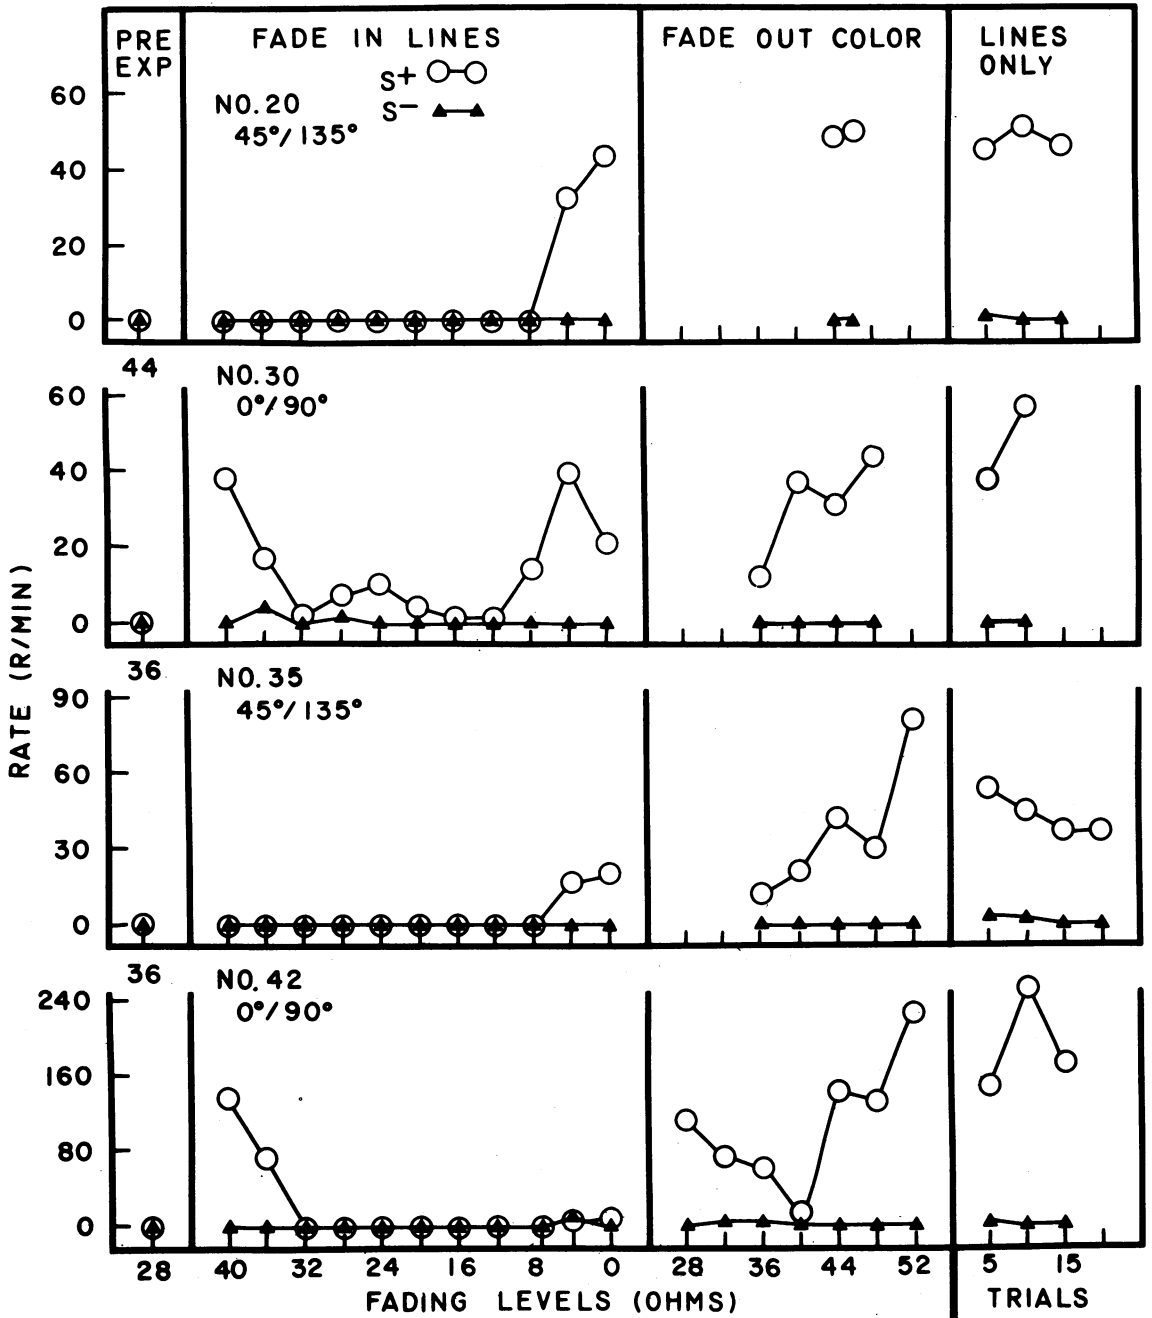 PRE
EXP
FADE IN LINES
FADE OUT COLOR
LINES
ONLY
S+
S−
NO.20
45°/135°
60
40
20
0
44
NO.30
0°/90°
60
40
20
0
36
NO.35
45°/135°
90
60
30
0
36
NO.42
0°/90°
240
160
80
0
RATE (R/MIN)
28 40 32 24 16 8 0 28 36 44 52 5 15
FADING LEVELS (OHMS)
TRIALS